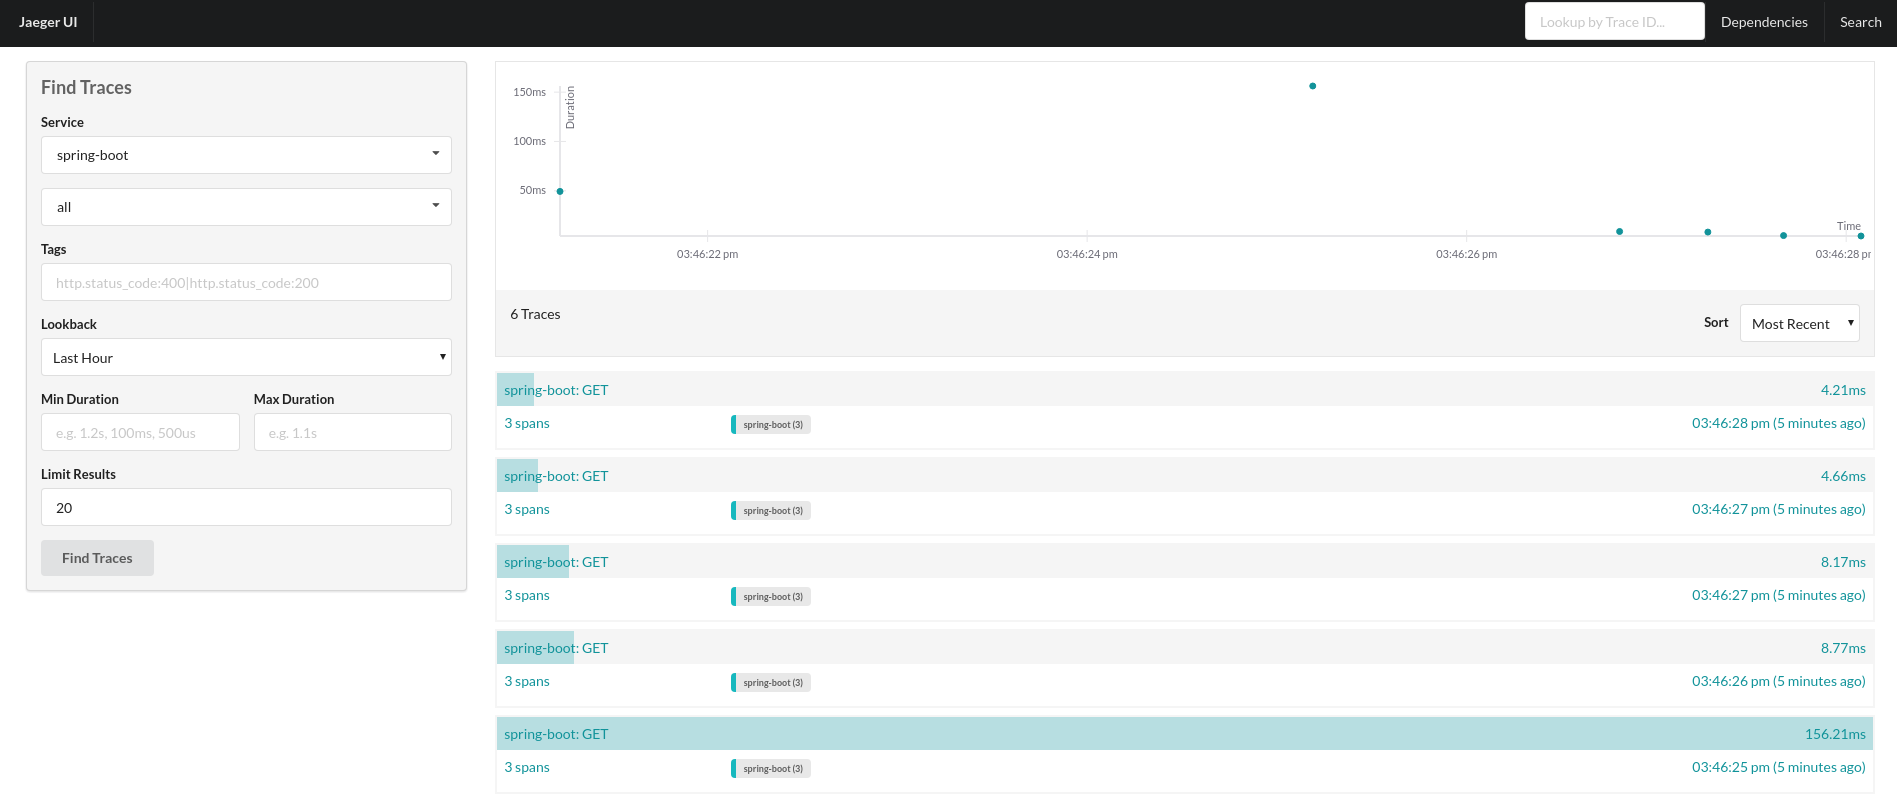 Jaeger UI
Lookup by Trace ID...
Dependencies
Search
Find Traces
Service
spring-boot
all
Tags
http.status_code:400|http.status_code:200
Lookback
Last Hour
Min Duration
Max Duration
e.g. 1.2s, 100ms, 500us
e.g. 1.1s
Limit Results
20
Find Traces
150ms
100ms
50ms
Duration
Time
03:46:22 pm
03:46:24 pm
03:46:26 pm
03:46:28 pr
6 Traces
Sort
Most Recent
spring-boot: GET
4.21ms
3 spans
spring-boot (3)
03:46:28 pm (5 minutes ago)
spring-boot: GET
4.66ms
3 spans
spring-boot (3)
03:46:27 pm (5 minutes ago)
spring-boot: GET
8.17ms
3 spans
spring-boot (3)
03:46:27 pm (5 minutes ago)
spring-boot: GET
8.77ms
3 spans
spring-boot (3)
03:46:26 pm (5 minutes ago)
spring-boot: GET
156.21ms
3 spans
spring-boot (3)
03:46:25 pm (5 minutes ago)